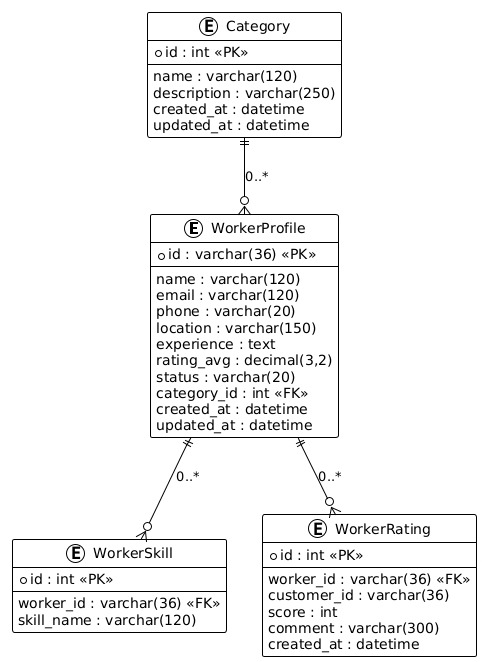 E Category
id : int «PK»
name : varchar(120)
description : varchar(250)
created_at : datetime
updated_at : datetime
0..*
E WorkerProfile
id : varchar(36) «PK»
name : varchar(120)
email : varchar(120)
phone : varchar(20)
location : varchar(150)
experience : text
rating_avg : decimal(3,2)
status : varchar(20)
category_id : int «FK»
created_at : datetime
updated_at : datetime
0..*
0..*
E WorkerSkill
id : int «PK»
worker_id : varchar(36) «FK»
skill_name : varchar(120)
E WorkerRating
id : int «PK»
worker_id : varchar(36) «FK»
customer_id : varchar(36)
score : int
comment : varchar(300)
created_at : datetime